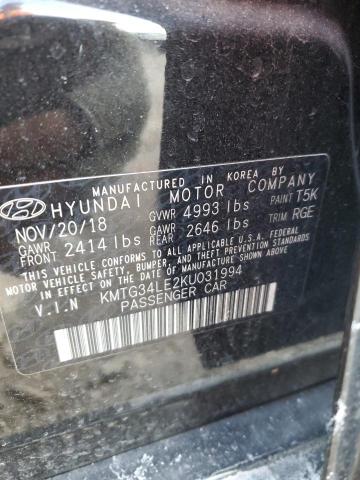 MANUFACTURED IN KOREA BY
HYUNDAI MOTOR COMPANY
NOV/20/18 GVWR 4993 lbs PAINT T5K
GAWR FRONT 2414 lbs GAWR REAR 2646 lbs TRIM RGE
THIS VEHICLE CONFORMS TO ALL APPLICABLE U.S.A. FEDERAL
MOTOR VEHICLE SAFETY, BUMPER, AND THEFT PREVENTION
STANDARDS IN EFFECT ON THE DATE OF MANUFACTURE SHOWN ABOVE.
V.I.N KMTG34LE2KU031994
PASSENGER CAR